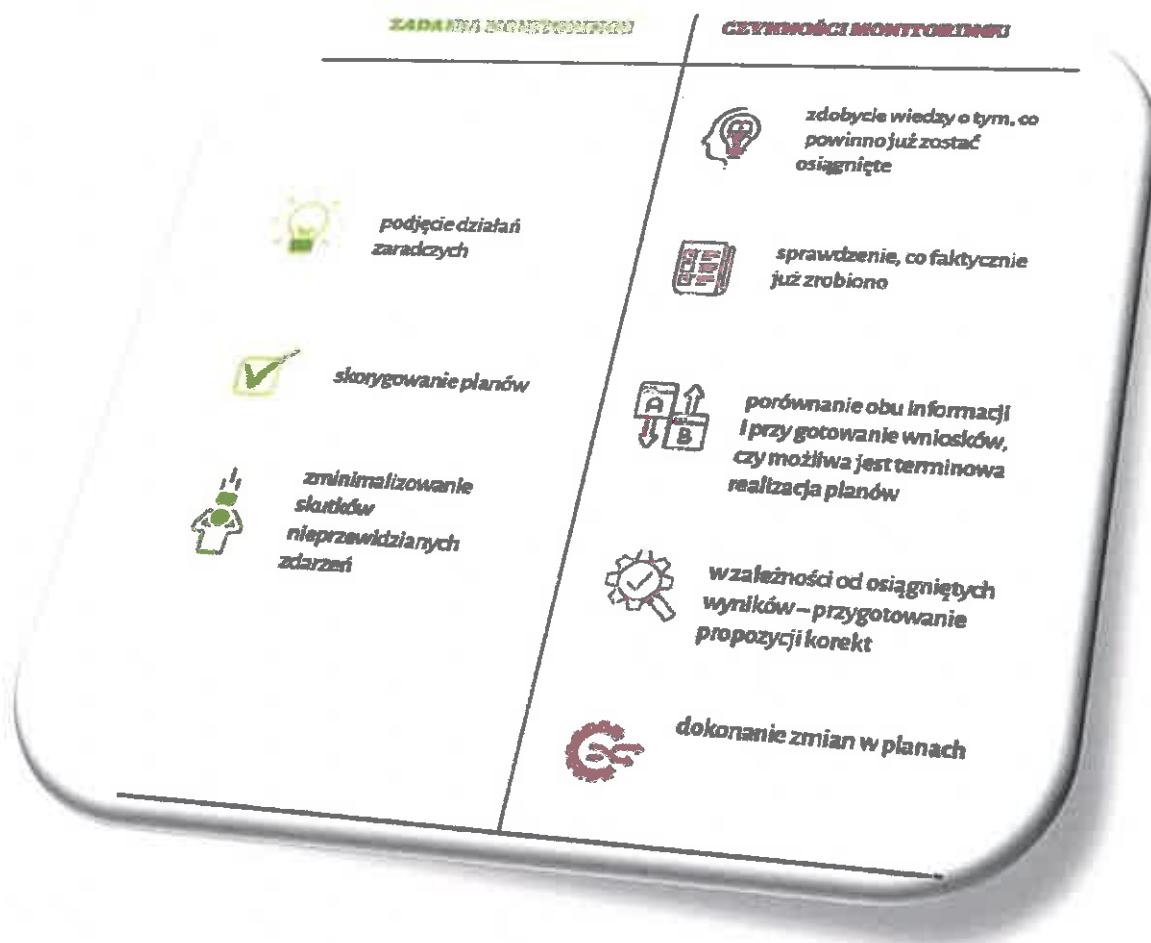 ZADANIA MONITORINGU
CZYNNOŚCI MONITORINGU
podjęcie działań
zaradczych
skorygowanie planów
zminimalizowanie
skutków
nieprzewidzianych
zdarzeń
zdobycie wiedzy o tym, co
powinno już zostać
osiągnięte
sprawdzenie, co faktycznie
już zrobiono
A
B
porównanie obu informacji
i przygotowanie wniosków,
czy możliwa jest terminowa
realizacja planów
w zależności od osiągniętych
wyników – przygotowanie
propozycji korekt
dokonanie zmian w planach